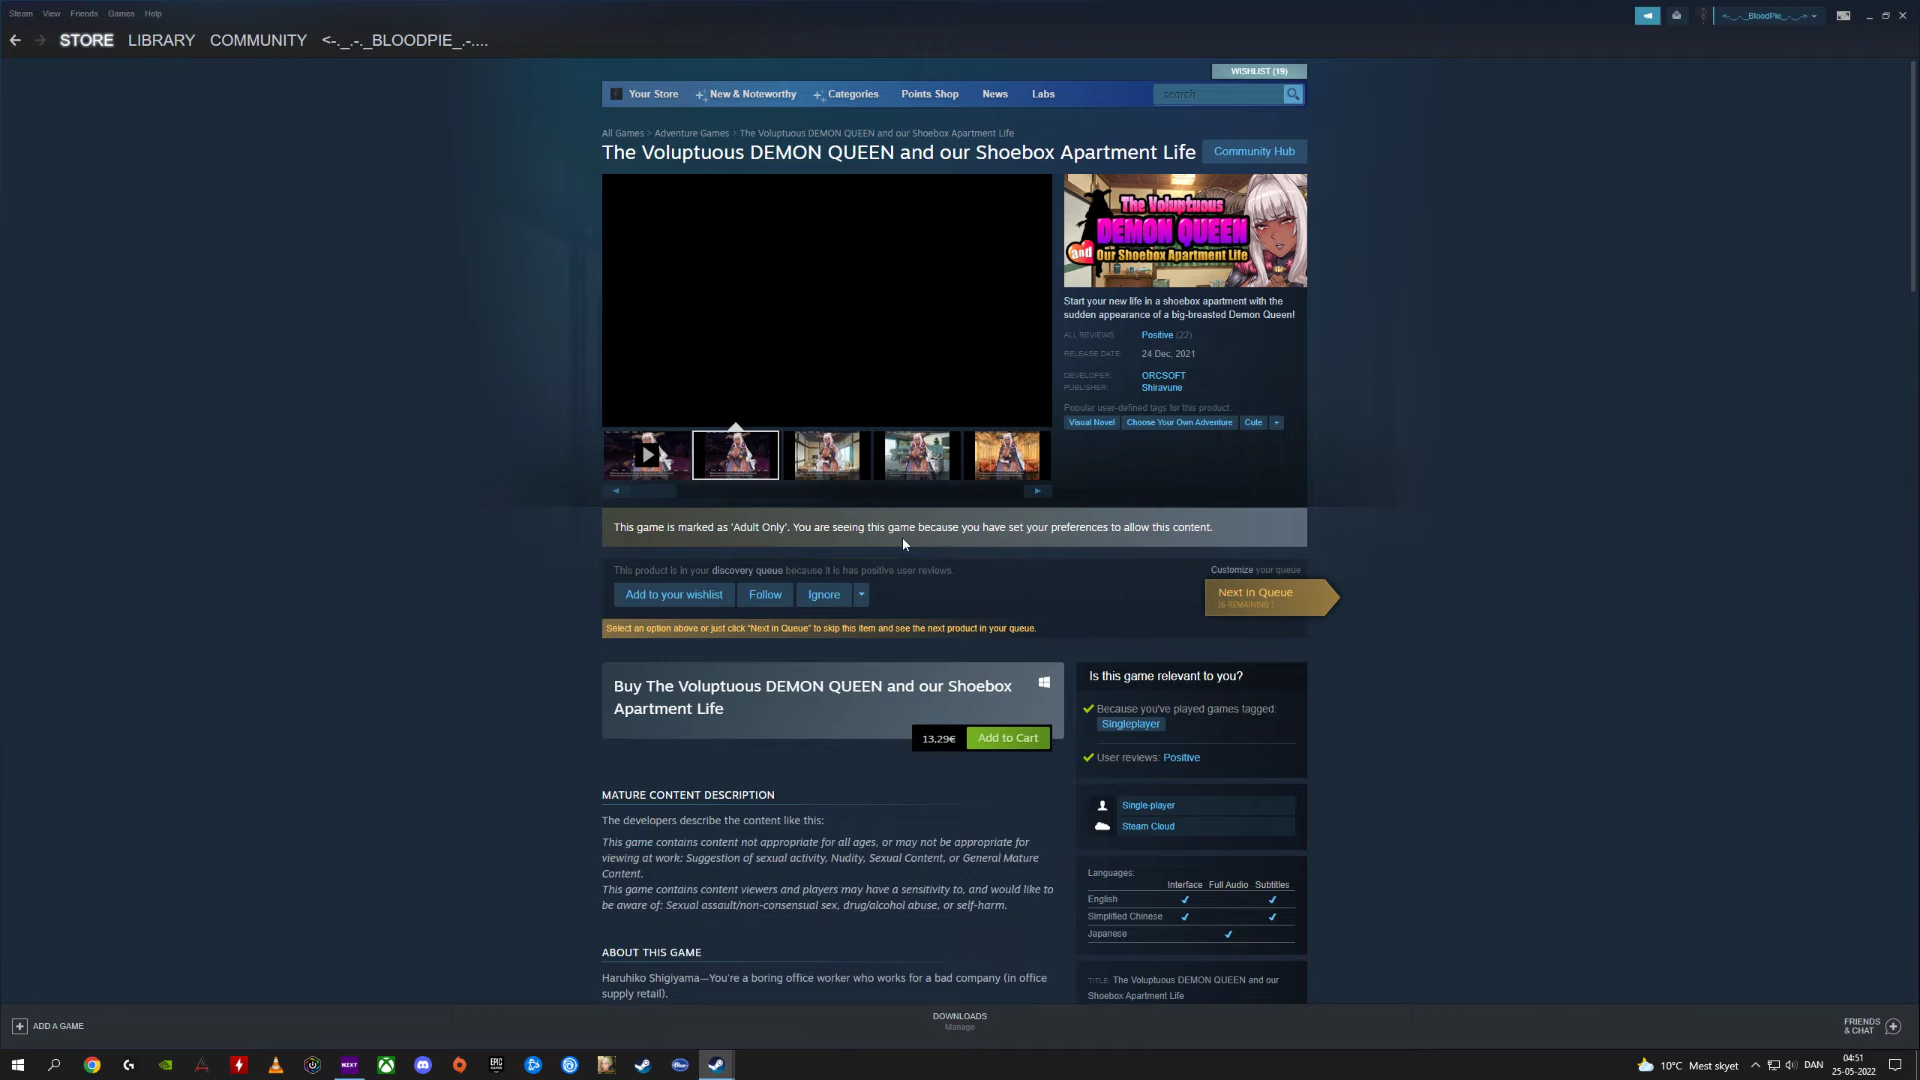 Steam View Friends Games Help
<-._.-._BloodPie_.-._.->
STORE LIBRARY COMMUNITY <-._.-._BLOODPIE_.-....
WISHLIST (19)
Your Store New & Noteworthy Categories Points Shop News Labs search
All Games > Adventure Games > The Voluptuous DEMON QUEEN and our Shoebox Apartment Life
The Voluptuous DEMON QUEEN and our Shoebox Apartment Life
Community Hub
The Voluptuous
DEMON QUEEN
and Our Shoebox Apartment Life
Start your new life in a shoebox apartment with the
sudden appearance of a big-breasted Demon Queen!
ALL REVIEWS: Positive (22)
RELEASE DATE: 24 Dec, 2021
DEVELOPER: ORCSOFT
PUBLISHER: Shiravune
Popular user-defined tags for this product:
Visual Novel Choose Your Own Adventure Cute +
This game is marked as 'Adult Only'. You are seeing this game because you have set your preferences to allow this content.
This product is in your discovery queue because it is has positive user reviews.
Customize your queue
Add to your wishlist Follow Ignore
Next in Queue
(6 REMAINING )
Select an option above or just click "Next in Queue" to skip this item and see the next product in your queue.
Buy The Voluptuous DEMON QUEEN and our Shoebox
Apartment Life
13,29€ Add to Cart
Is this game relevant to you?
Because you've played games tagged:
Singleplayer
User reviews: Positive
MATURE CONTENT DESCRIPTION
The developers describe the content like this:
This game contains content not appropriate for all ages, or may not be appropriate for
viewing at work: Suggestion of sexual activity, Nudity, Sexual Content, or General Mature
Content.
This game contains content viewers and players may have a sensitivity to, and would like to
be aware of: Sexual assault/non-consensual sex, drug/alcohol abuse, or self-harm.
Single-player
Steam Cloud
Languages:
Interface Full Audio Subtitles
English ✔ ✔
Simplified Chinese ✔ ✔
Japanese ✔
ABOUT THIS GAME
Haruhiko Shigiyama—You're a boring office worker who works for a bad company (in office
supply retail).
TITLE: The Voluptuous DEMON QUEEN and our
Shoebox Apartment Life
ADD A GAME
DOWNLOADS
Manage
FRIENDS
& CHAT
NZXT
EPIC
GAMES
10°C Mest skyet
DAN
04:51
25-05-2022